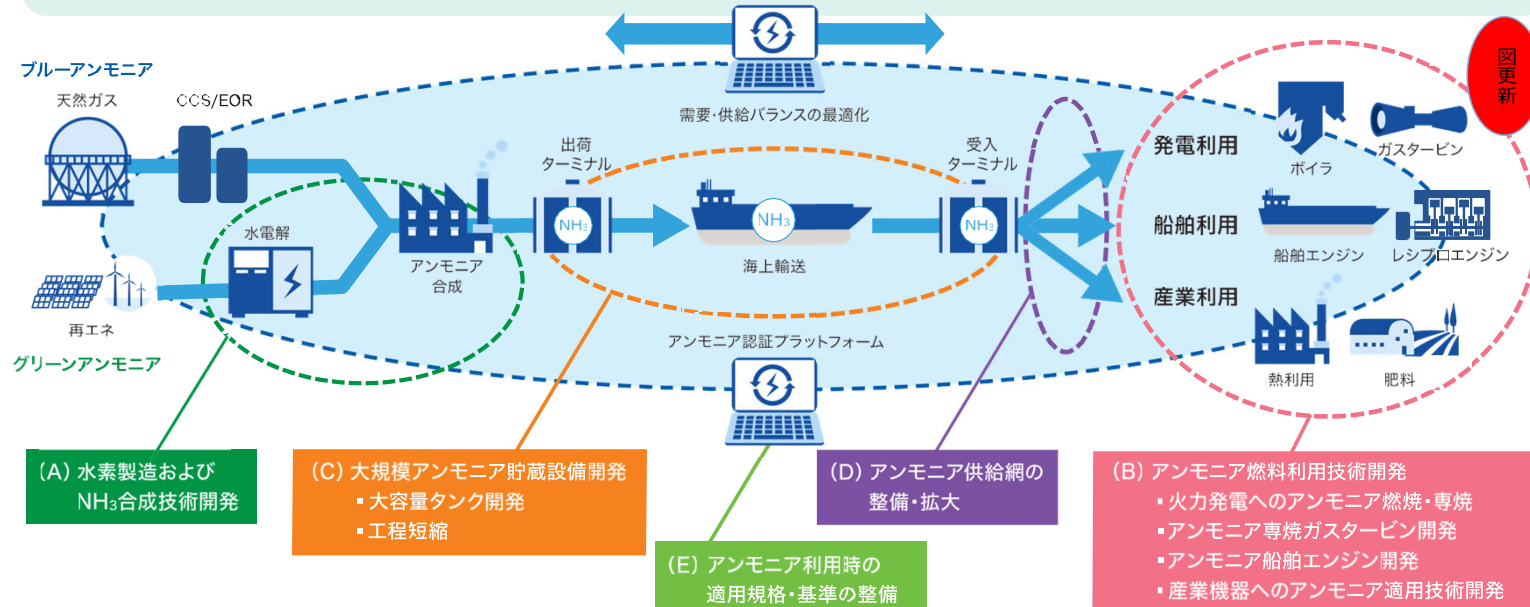 図更新
ブルーアンモニア
天然ガス
CCS/EOR
需要・供給バランスの最適化
出荷
ターミナル
受入
ターミナル
水電解
アンモニア
合成
NH₃
NH₃
海上輸送
NH₃
再エネ
グリーンアンモニア
アンモニア認証プラットフォーム
発電利用
船舶利用
産業利用
ボイラ
ガスタービン
船舶エンジン
レシプロエンジン
熱利用
肥料
(A) 水素製造および
NH₃合成技術開発
(C) 大規模アンモニア貯蔵設備開発
▪ 大容量タンク開発
▪ 工程短縮
(E) アンモニア利用時の
適用規格・基準の整備
(D) アンモニア供給網の
整備・拡大
(B) アンモニア燃料利用技術開発
▪ 火力発電へのアンモニア燃焼・専焼
▪ アンモニア専焼ガスタービン開発
▪ アンモニア船舶エンジン開発
▪ 産業機器へのアンモニア適用技術開発